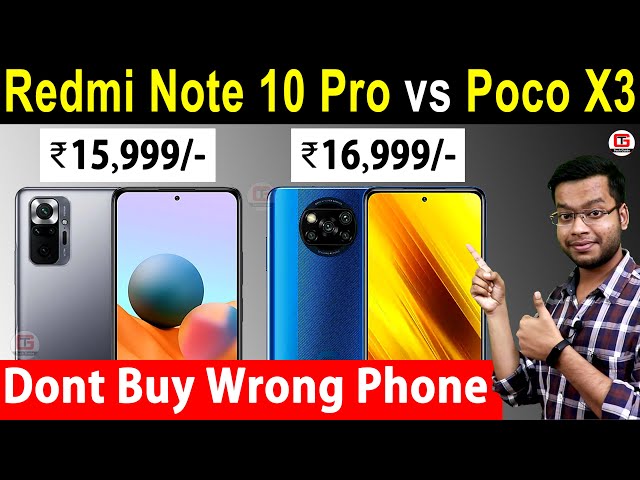 Redmi Note 10 Pro vs Poco X3
₹15,999/-
₹16,999/-
Dont Buy Wrong Phone